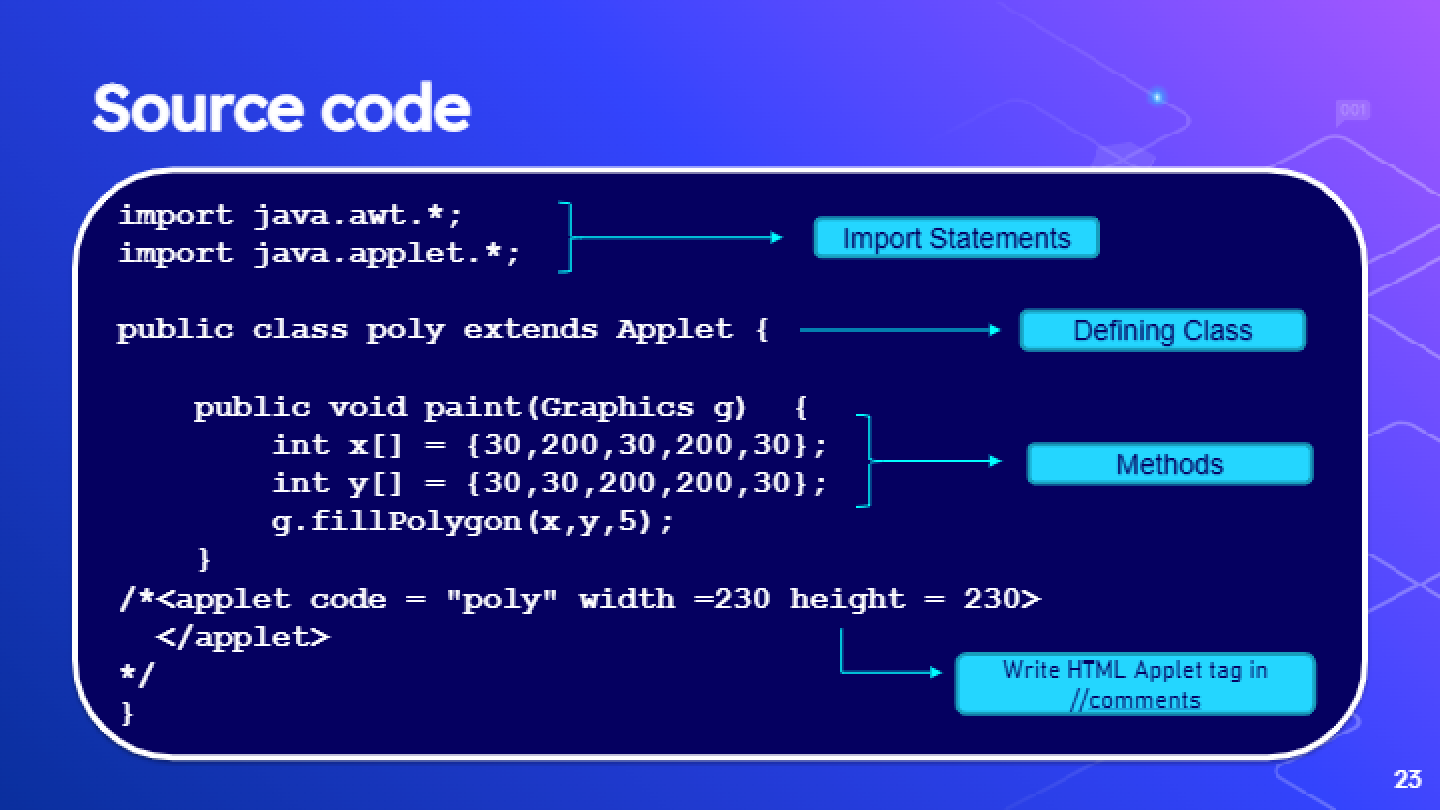 001
Source code
import java.awt.*;
import java.applet.*;
Import Statements
public class poly extends Applet {
Defining Class
public void paint(Graphics g)  {
int x[] = {30,200,30,200,30};
int y[] = {30,30,200,200,30};
Methods
g.fillPolygon(x,y,5);
}
/*<applet code = "poly" width =230 height = 230>
</applet>
*/
}
Write HTML Applet tag in
//comments
23